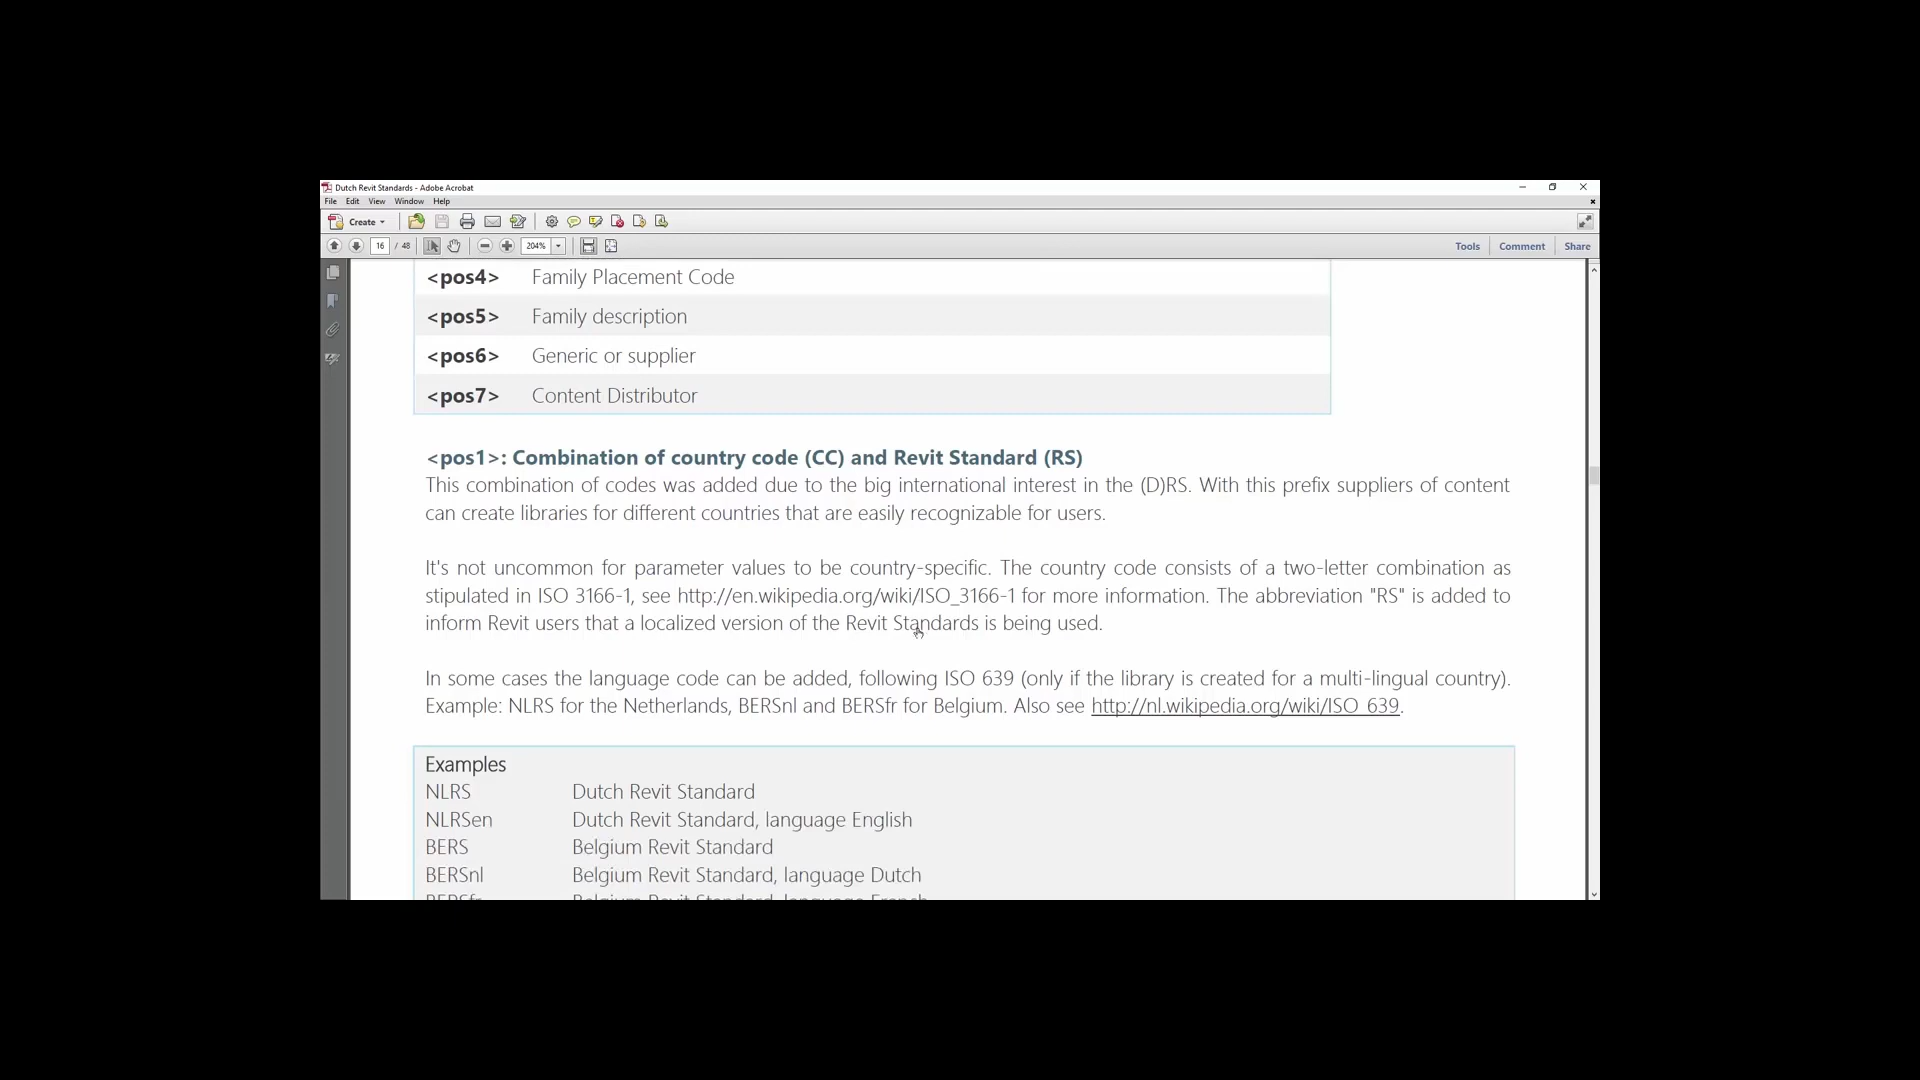 Dutch Revit Standards - Adobe Acrobat
File Edit View Window Help
Create
16 / 48 204% Tools Comment Share
<pos4> Family Placement Code
<pos5> Family description
<pos6> Generic or supplier
<pos7> Content Distributor
<pos1>: Combination of country code (CC) and Revit Standard (RS)
This combination of codes was added due to the big international interest in the (D)RS. With this prefix suppliers of content
can create libraries for different countries that are easily recognizable for users.
It's not uncommon for parameter values to be country-specific. The country code consists of a two-letter combination as
stipulated in ISO 3166-1, see http://en.wikipedia.org/wiki/ISO_3166-1 for more information. The abbreviation "RS" is added to
inform Revit users that a localized version of the Revit Standards is being used.
In some cases the language code can be added, following ISO 639 (only if the library is created for a multi-lingual country).
Example: NLRS for the Netherlands, BERSnl and BERSfr for Belgium. Also see http://nl.wikipedia.org/wiki/ISO_639.
Examples
NLRS Dutch Revit Standard
NLRSen Dutch Revit Standard, language English
BERS Belgium Revit Standard
BERSnl Belgium Revit Standard, language Dutch
BERSfr Belgium Revit Standard, language French